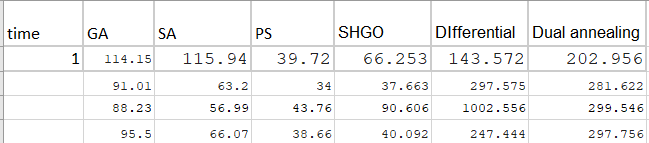 time GA SA PS SHGO DIfferential Dual annealing
1 114.15 115.94 39.72 66.253 143.572 202.956
91.01 63.2 34 37.663 297.575 281.622
88.23 56.99 43.76 90.606 1002.556 299.546
95.5 66.07 38.66 40.092 247.444 297.756